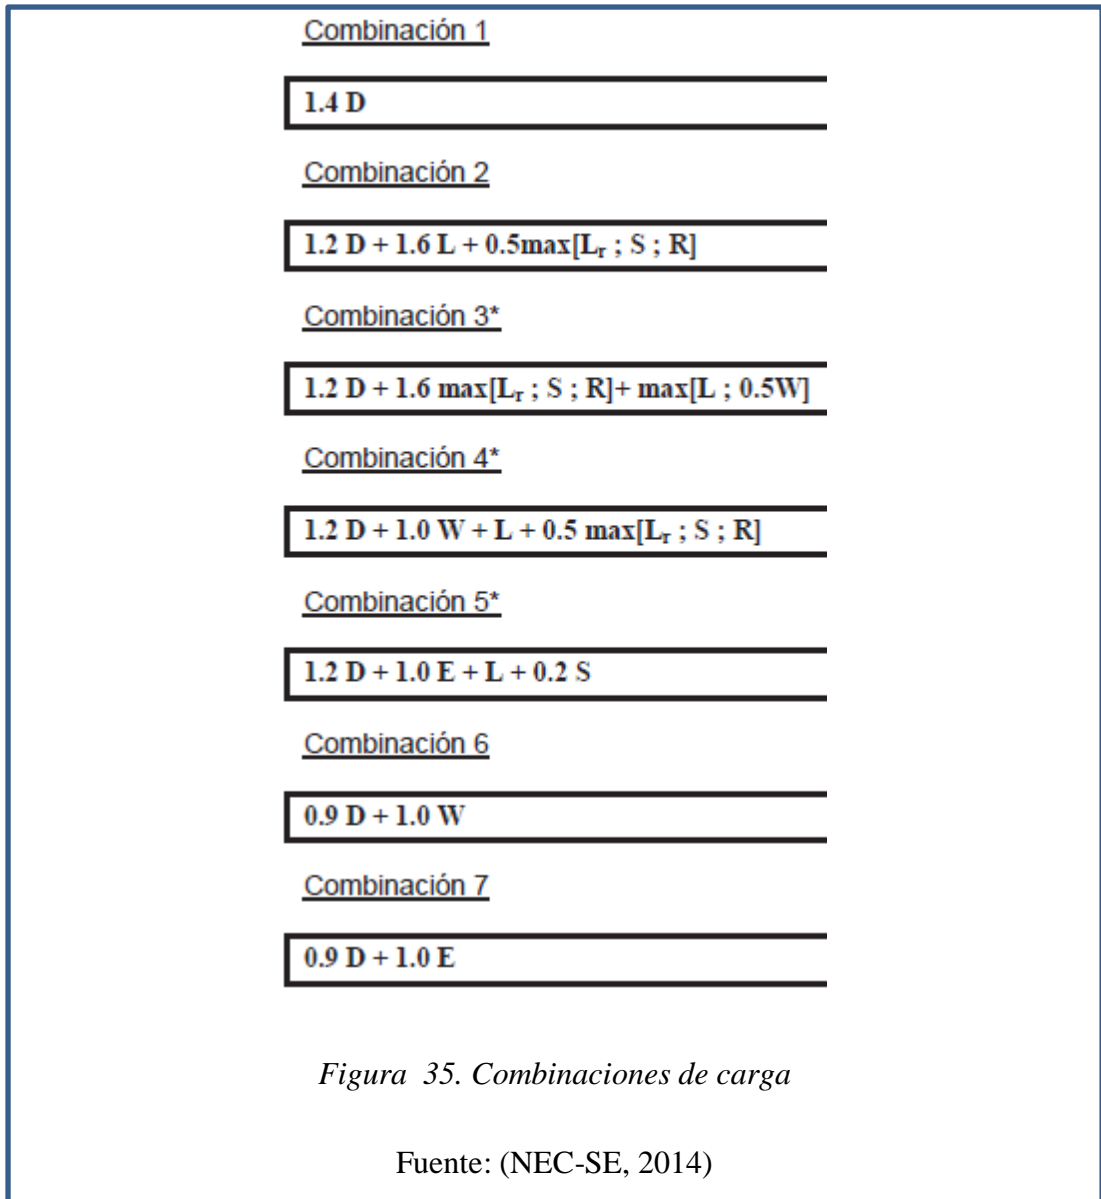 Combinación 1
1.4 D
Combinación 2
1.2 D + 1.6 L + 0.5max[Lr ; S ; R]
Combinación 3*
1.2 D + 1.6 max[Lr ; S ; R]+ max[L ; 0.5W]
Combinación 4*
1.2 D + 1.0 W + L + 0.5 max[Lr ; S ; R]
Combinación 5*
1.2 D + 1.0 E + L + 0.2 S
Combinación 6
0.9 D + 1.0 W
Combinación 7
0.9 D + 1.0 E
Figura 35. Combinaciones de carga
Fuente: (NEC-SE, 2014)